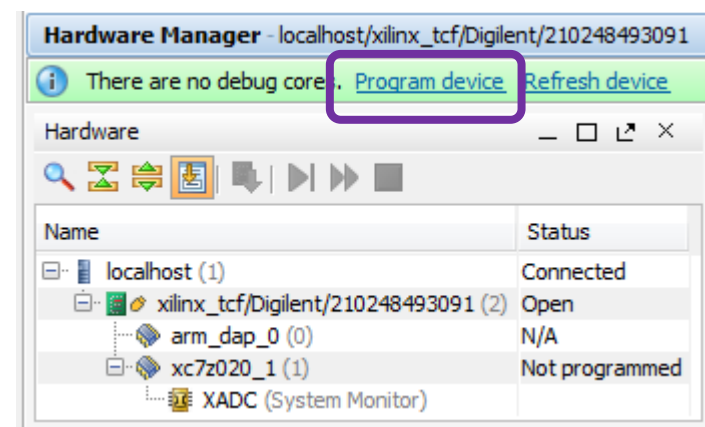 Hardware Manager - localhost/xilinx_tcf/Digilent/210248493091
There are no debug cores. Program device Refresh device
Hardware
Name Status
localhost (1) Connected
xilinx_tcf/Digilent/210248493091 (2) Open
arm_dap_0 (0) N/A
xc7z020_1 (1) Not programmed
XADC (System Monitor)